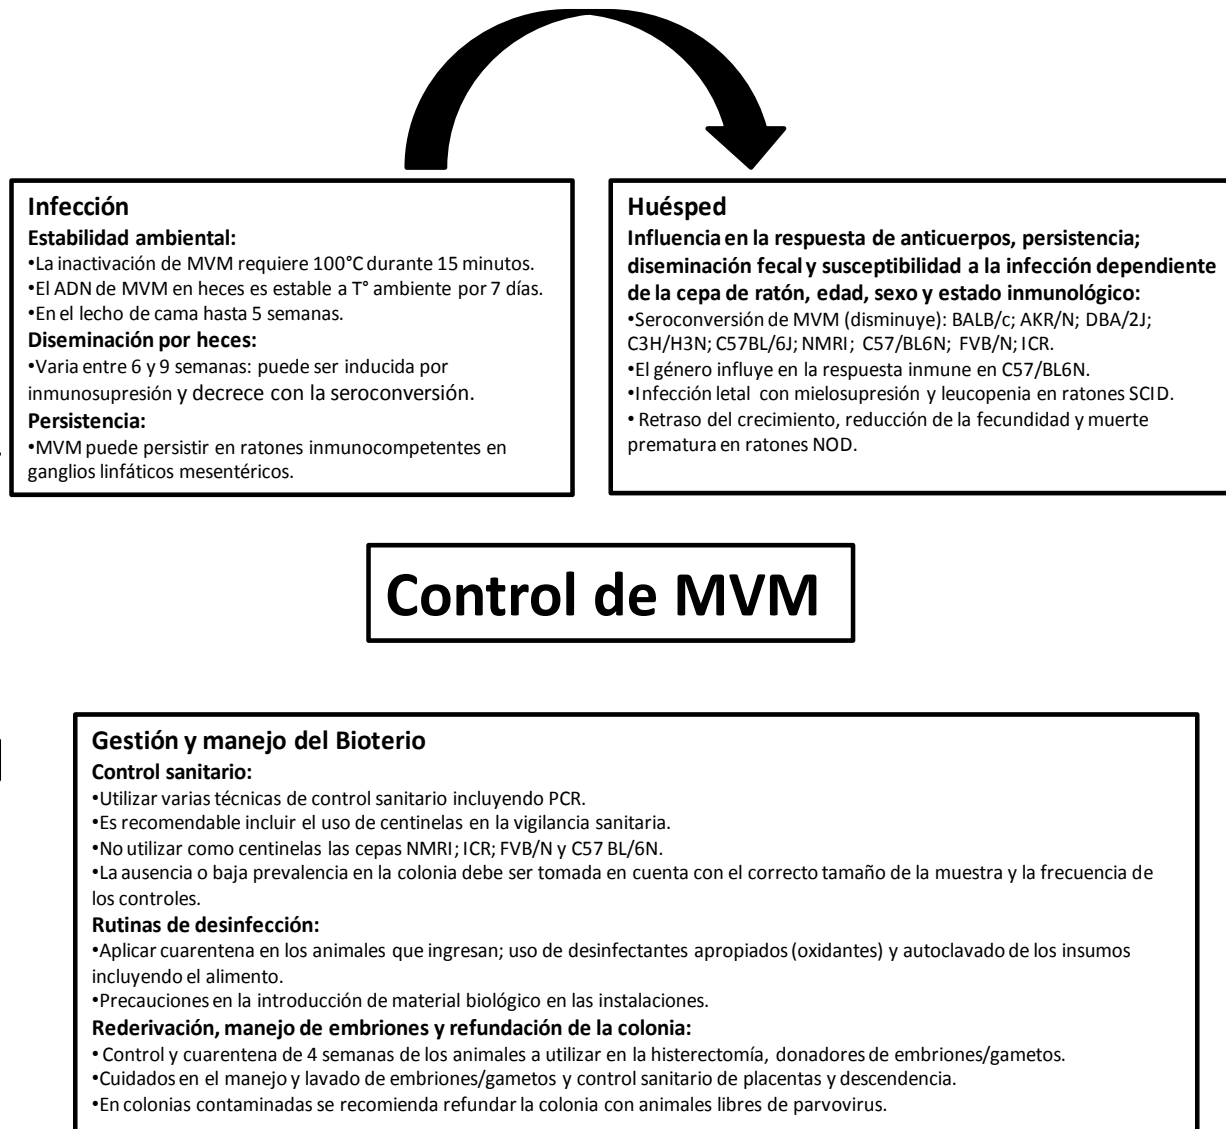 Infección
Estabilidad ambiental:
•La inactivación de MVM requiere 100°C durante 15 minutos.
•El ADN de MVM en heces es estable a T° ambiente por 7 días.
•En el lecho de cama hasta 5 semanas.
Diseminación por heces:
•Varia entre 6 y 9 semanas: puede ser inducida por
inmunosupresión y decrece con la seroconversión.
Persistencia:
•MVM puede persistir en ratones inmunocompetentes en
ganglios linfáticos mesentéricos.
Huésped
Influencia en la respuesta de anticuerpos, persistencia;
diseminación fecal y susceptibilidad a la infección dependiente
de la cepa de ratón, edad, sexo y estado inmunológico:
•Seroconversión de MVM (disminuye): BALB/c; AKR/N; DBA/2J;
C3H/H3N; C57BL/6J; NMRI; C57/BL6N; FVB/N; ICR.
•El género influye en la respuesta inmune en C57/BL6N.
•Infección letal con mielosupresión y leucopenia en ratones SCID.
• Retraso del crecimiento, reducción de la fecundidad y muerte
prematura en ratones NOD.
Control de MVM
Gestión y manejo del Bioterio
Control sanitario:
•Utilizar varias técnicas de control sanitario incluyendo PCR.
•Es recomendable incluir el uso de centinelas en la vigilancia sanitaria.
•No utilizar como centinelas las cepas NMRI; ICR; FVB/N y C57 BL/6N.
•La ausencia o baja prevalencia en la colonia debe ser tomada en cuenta con el correcto tamaño de la muestra y la frecuencia de
los controles.
Rutinas de desinfección:
•Aplicar cuarentena en los animales que ingresan; uso de desinfectantes apropiados (oxidantes) y autoclavado de los insumos
incluyendo el alimento.
•Precauciones en la introducción de material biológico en las instalaciones.
Rederivación, manejo de embriones y refundación de la colonia:
• Control y cuarentena de 4 semanas de los animales a utilizar en la histerectomía, donadores de embriones/gametos.
•Cuidados en el manejo y lavado de embriones/gametos y control sanitario de placentas y descendencia.
•En colonias contaminadas se recomienda refundar la colonia con animales libres de parvovirus.